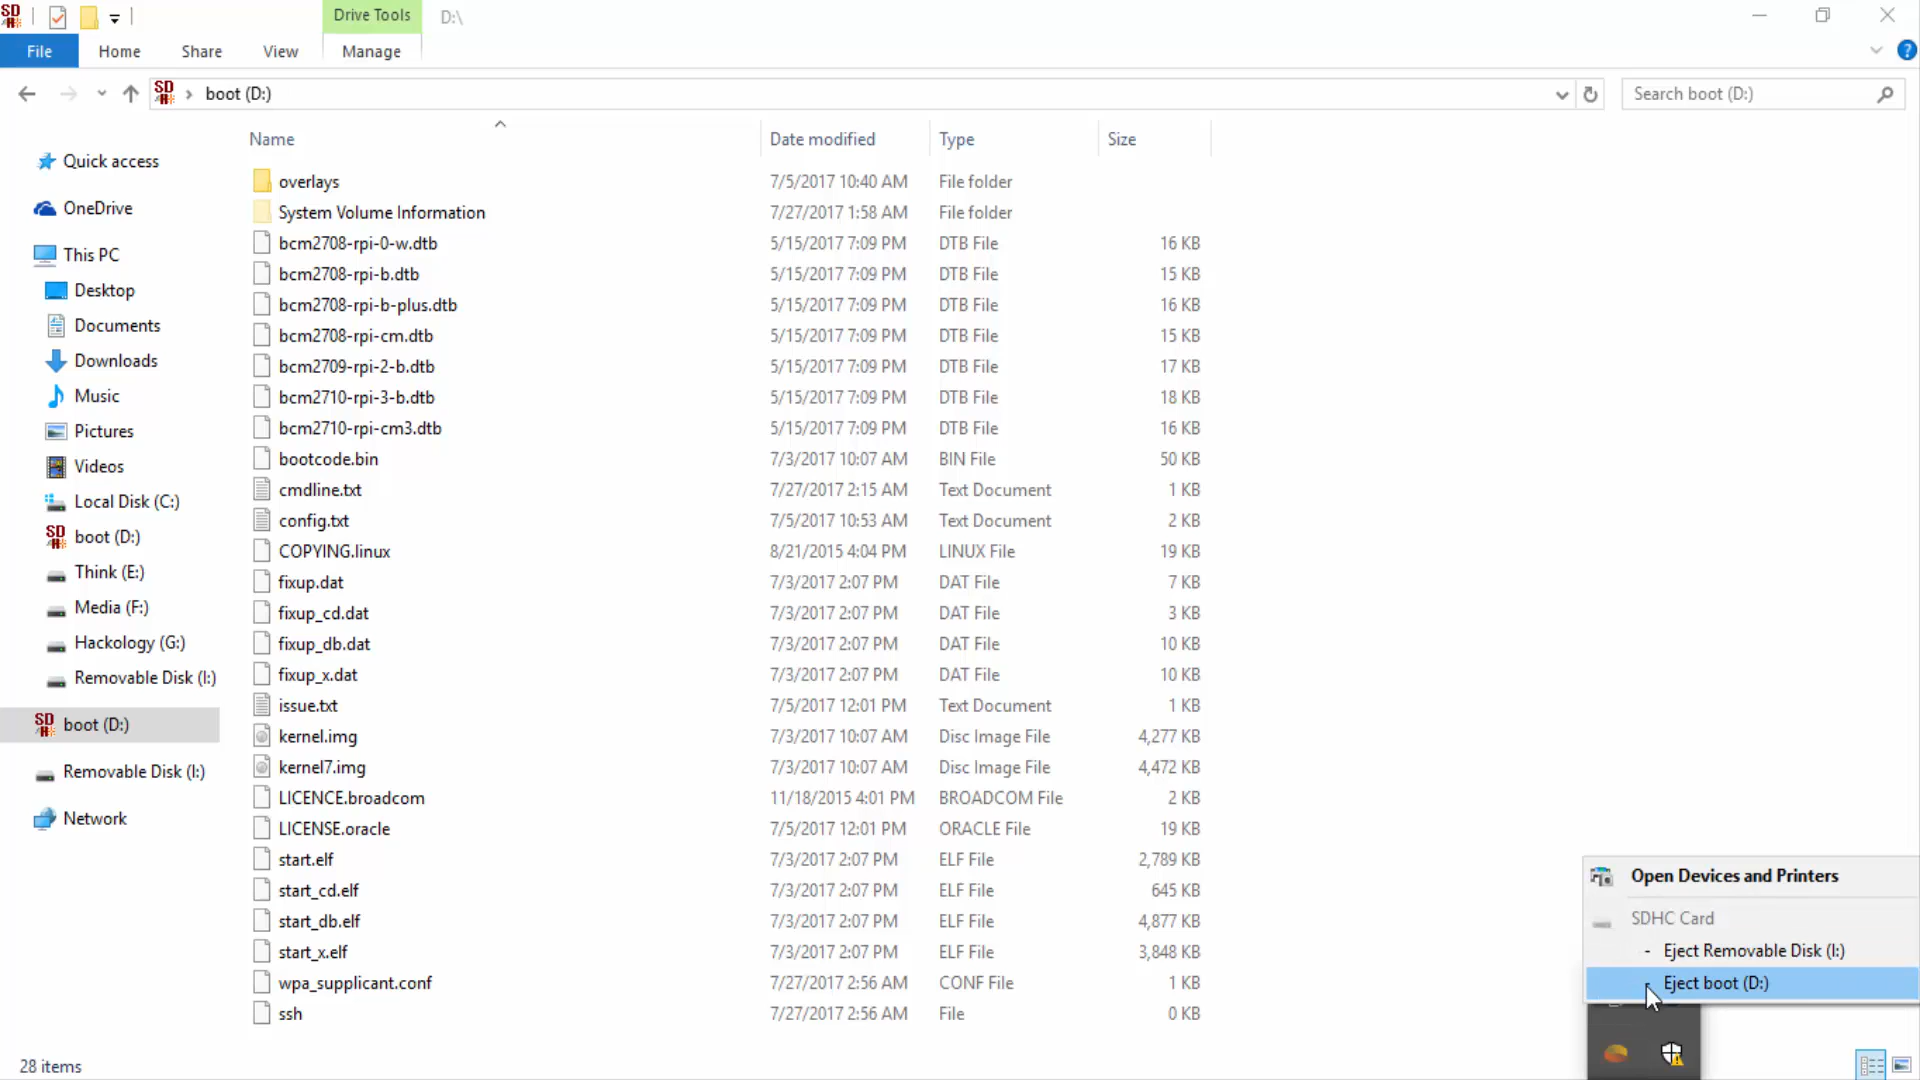 SD
Drive Tools
D:\
File
Home
Share
View
Manage
SD
boot (D:)
Search boot (D:)
Name
Date modified
Type
Size
Quick access
OneDrive
This PC
Desktop
Documents
Downloads
Music
Pictures
Videos
Local Disk (C:)
SD
boot (D:)
Think (E:)
Media (F:)
Hackology (G:)
Removable Disk (I:)
SD
boot (D:)
Removable Disk (I:)
Network
overlays 7/5/2017 10:40 AM File folder
System Volume Information 7/27/2017 1:58 AM File folder
bcm2708-rpi-0-w.dtb 5/15/2017 7:09 PM DTB File 16 KB
bcm2708-rpi-b.dtb 5/15/2017 7:09 PM DTB File 15 KB
bcm2708-rpi-b-plus.dtb 5/15/2017 7:09 PM DTB File 16 KB
bcm2708-rpi-cm.dtb 5/15/2017 7:09 PM DTB File 15 KB
bcm2709-rpi-2-b.dtb 5/15/2017 7:09 PM DTB File 17 KB
bcm2710-rpi-3-b.dtb 5/15/2017 7:09 PM DTB File 18 KB
bcm2710-rpi-cm3.dtb 5/15/2017 7:09 PM DTB File 16 KB
bootcode.bin 7/3/2017 10:07 AM BIN File 50 KB
cmdline.txt 7/27/2017 2:15 AM Text Document 1 KB
config.txt 7/5/2017 10:53 AM Text Document 2 KB
COPYING.linux 8/21/2015 4:04 PM LINUX File 19 KB
fixup.dat 7/3/2017 2:07 PM DAT File 7 KB
fixup_cd.dat 7/3/2017 2:07 PM DAT File 3 KB
fixup_db.dat 7/3/2017 2:07 PM DAT File 10 KB
fixup_x.dat 7/3/2017 2:07 PM DAT File 10 KB
issue.txt 7/5/2017 12:01 PM Text Document 1 KB
kernel.img 7/3/2017 10:07 AM Disc Image File 4,277 KB
kernel7.img 7/3/2017 10:07 AM Disc Image File 4,472 KB
LICENCE.broadcom 11/18/2015 4:01 PM BROADCOM File 2 KB
LICENSE.oracle 7/5/2017 12:01 PM ORACLE File 19 KB
start.elf 7/3/2017 2:07 PM ELF File 2,789 KB
start_cd.elf 7/3/2017 2:07 PM ELF File 645 KB
start_db.elf 7/3/2017 2:07 PM ELF File 4,877 KB
start_x.elf 7/3/2017 2:07 PM ELF File 3,848 KB
wpa_supplicant.conf 7/27/2017 2:56 AM CONF File 1 KB
ssh 7/27/2017 2:56 AM File 0 KB
Open Devices and Printers
SDHC Card
- Eject Removable Disk (I:)
- Eject boot (D:)
28 items